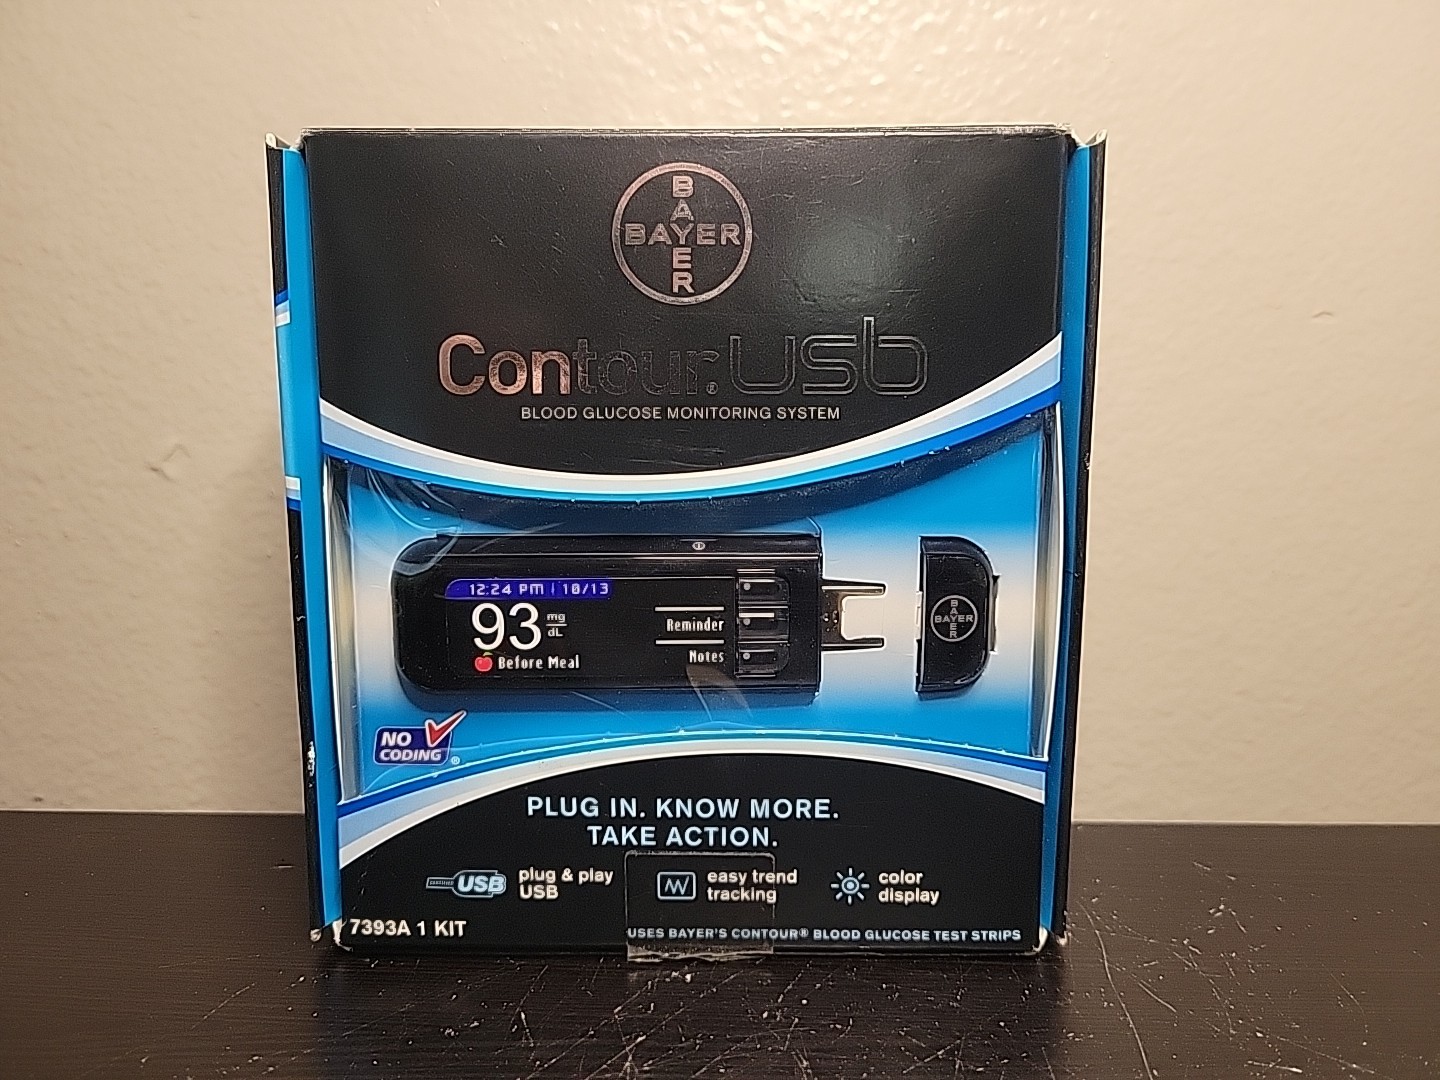 BAYER
BAYER
Contour® USB
BLOOD GLUCOSE MONITORING SYSTEM
12:24 PM | 10/13
93 mg/dL
Before Meal
Reminder
Notes
BAYER
BAYER
NO
CODING®
PLUG IN. KNOW MORE.
TAKE ACTION.
USB
plug & play
USB
easy trend
tracking
color
display
7393A 1 KIT
USES BAYER'S CONTOUR® BLOOD GLUCOSE TEST STRIPS